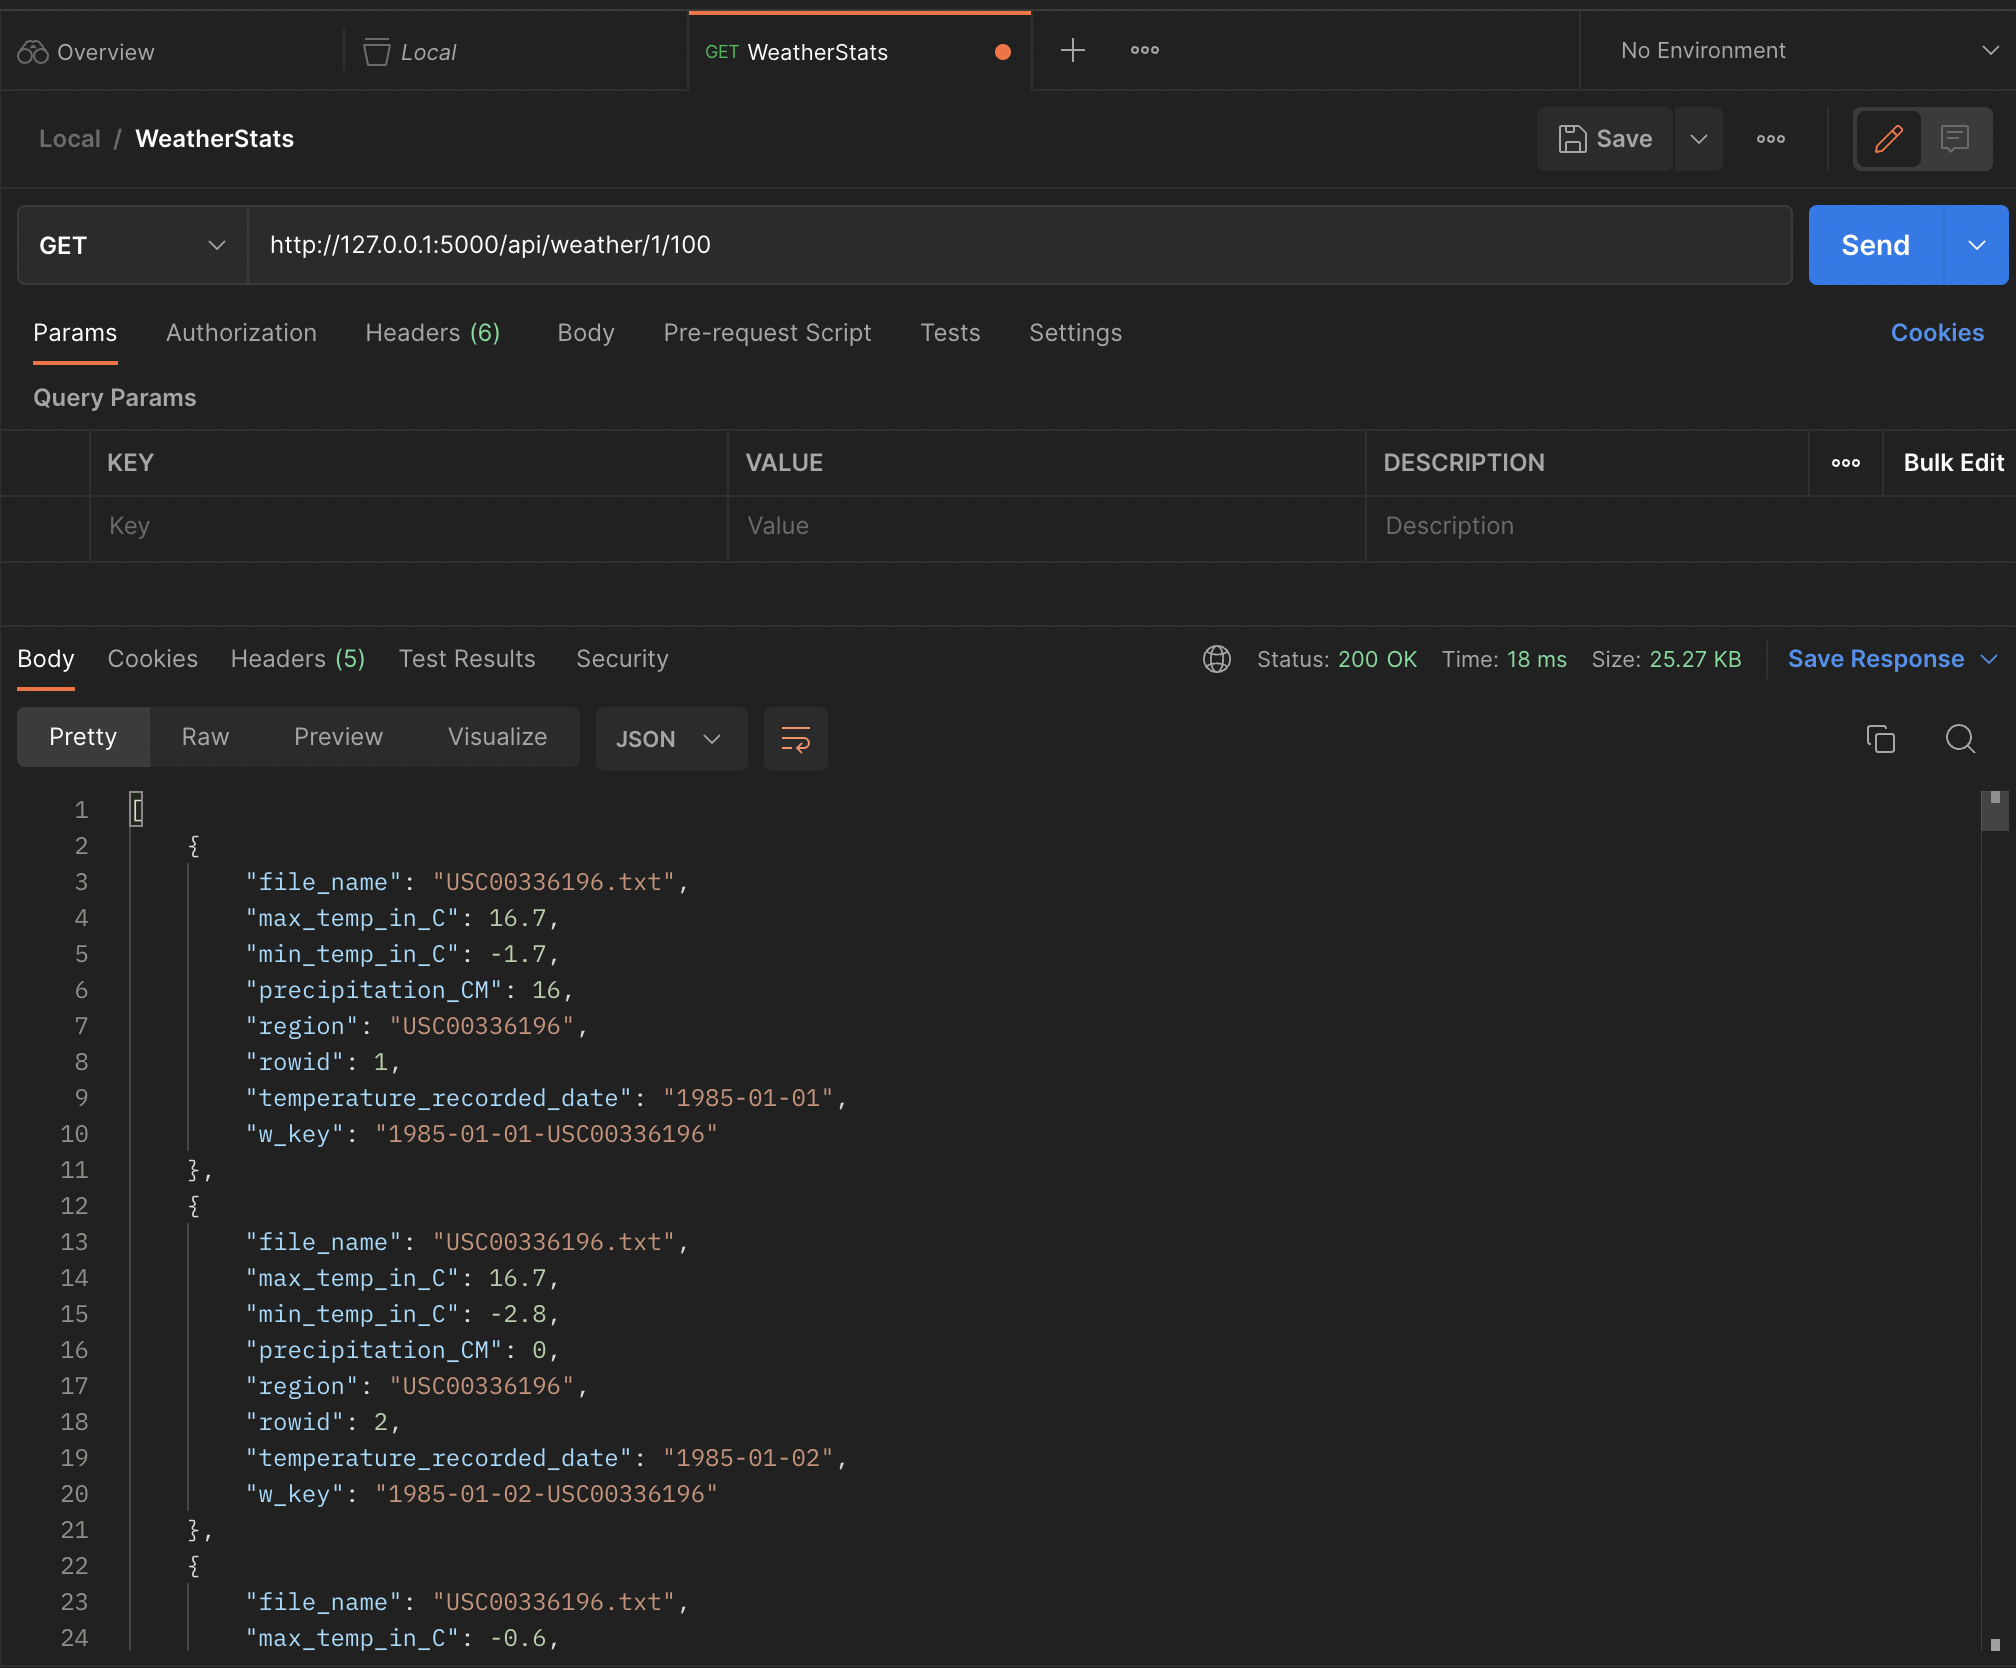 Overview
Local
GET WeatherStats
No Environment
Local / WeatherStats
Save
GET
http://127.0.0.1:5000/api/weather/1/100
Send
Params Authorization Headers (6) Body Pre-request Script Tests Settings Cookies
Query Params
KEY VALUE DESCRIPTION Bulk Edit
Key Value Description
Body Cookies Headers (5) Test Results Security Status: 200 OK Time: 18 ms Size: 25.27 KB Save Response
Pretty Raw Preview Visualize JSON
1 [
2 {
3 "file_name": "USC00336196.txt",
4 "max_temp_in_C": 16.7,
5 "min_temp_in_C": -1.7,
6 "precipitation_CM": 16,
7 "region": "USC00336196",
8 "rowid": 1,
9 "temperature_recorded_date": "1985-01-01",
10 "w_key": "1985-01-01-USC00336196"
11 },
12 {
13 "file_name": "USC00336196.txt",
14 "max_temp_in_C": 16.7,
15 "min_temp_in_C": -2.8,
16 "precipitation_CM": 0,
17 "region": "USC00336196",
18 "rowid": 2,
19 "temperature_recorded_date": "1985-01-02",
20 "w_key": "1985-01-02-USC00336196"
21 },
22 {
23 "file_name": "USC00336196.txt",
24 "max_temp_in_C": -0.6,